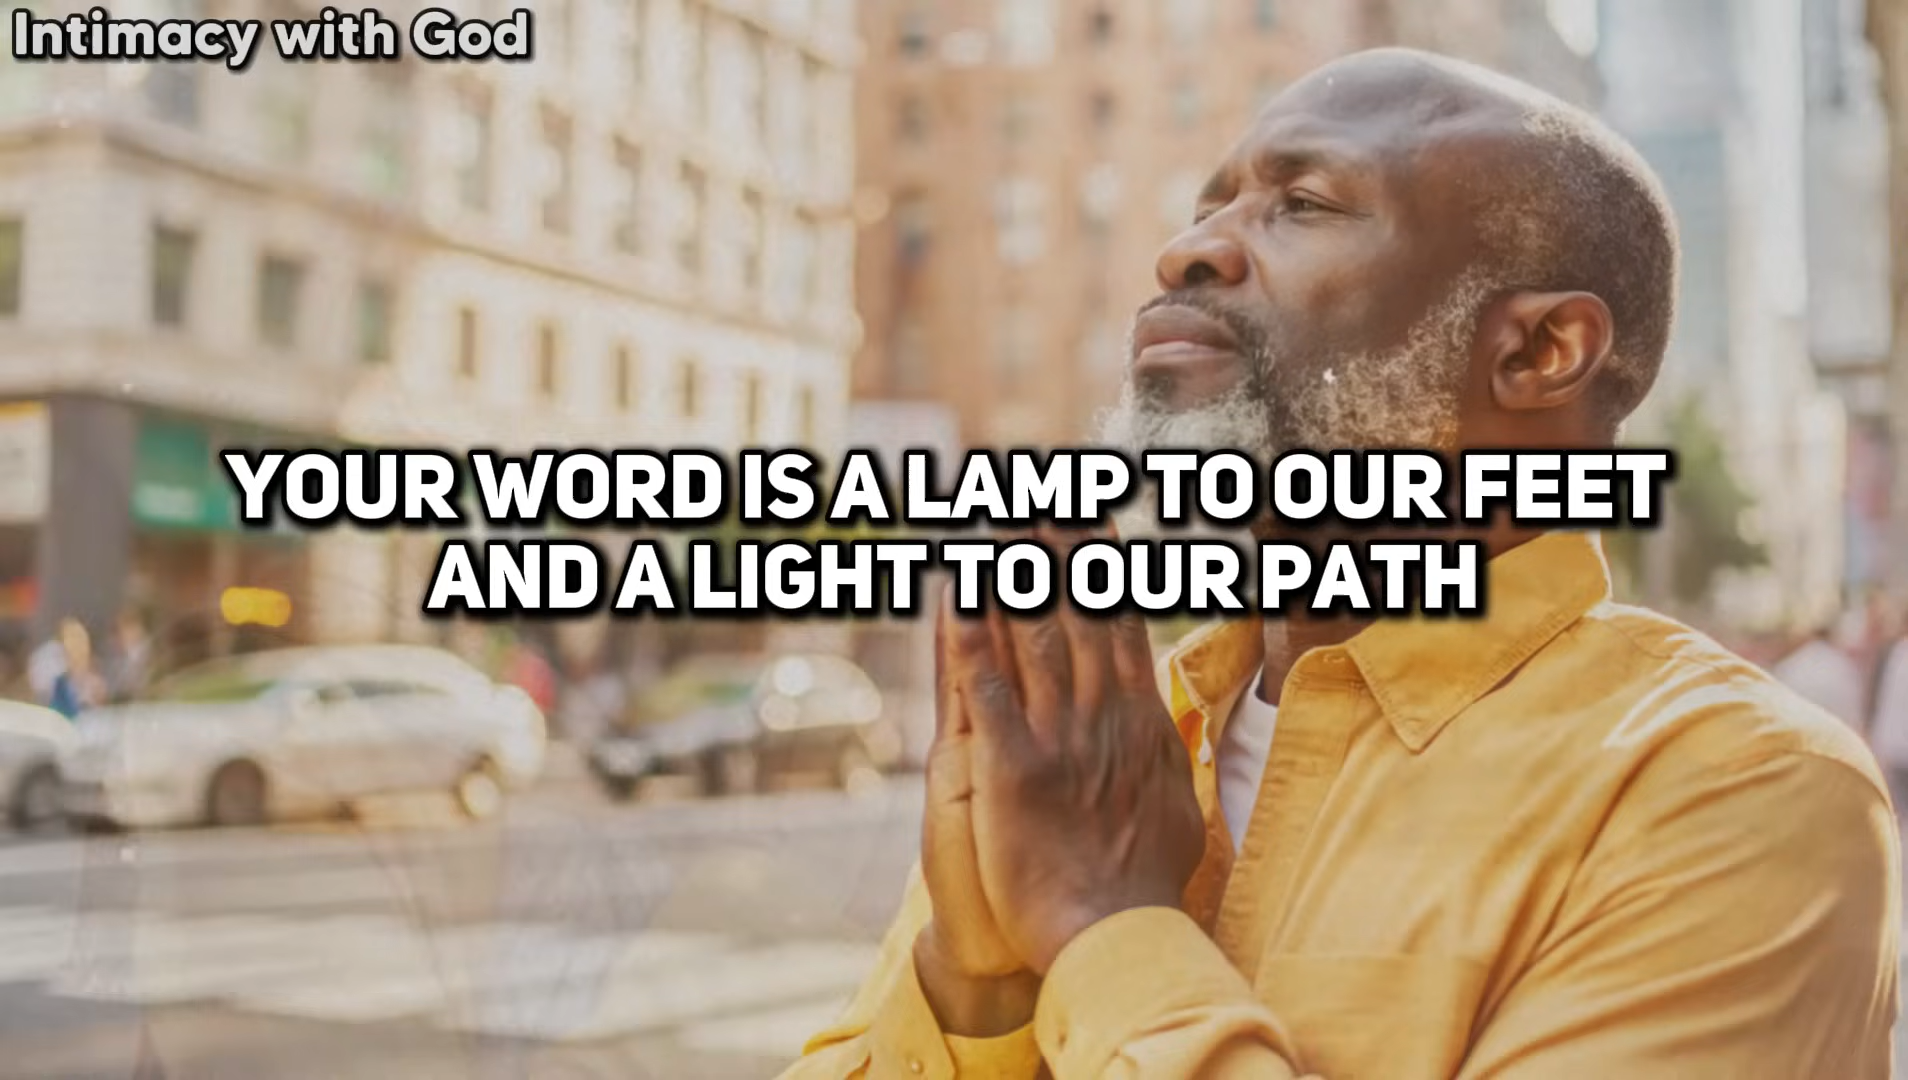 Intimacy with God
YOUR WORD IS A LAMP TO OUR FEET
AND A LIGHT TO OUR PATH